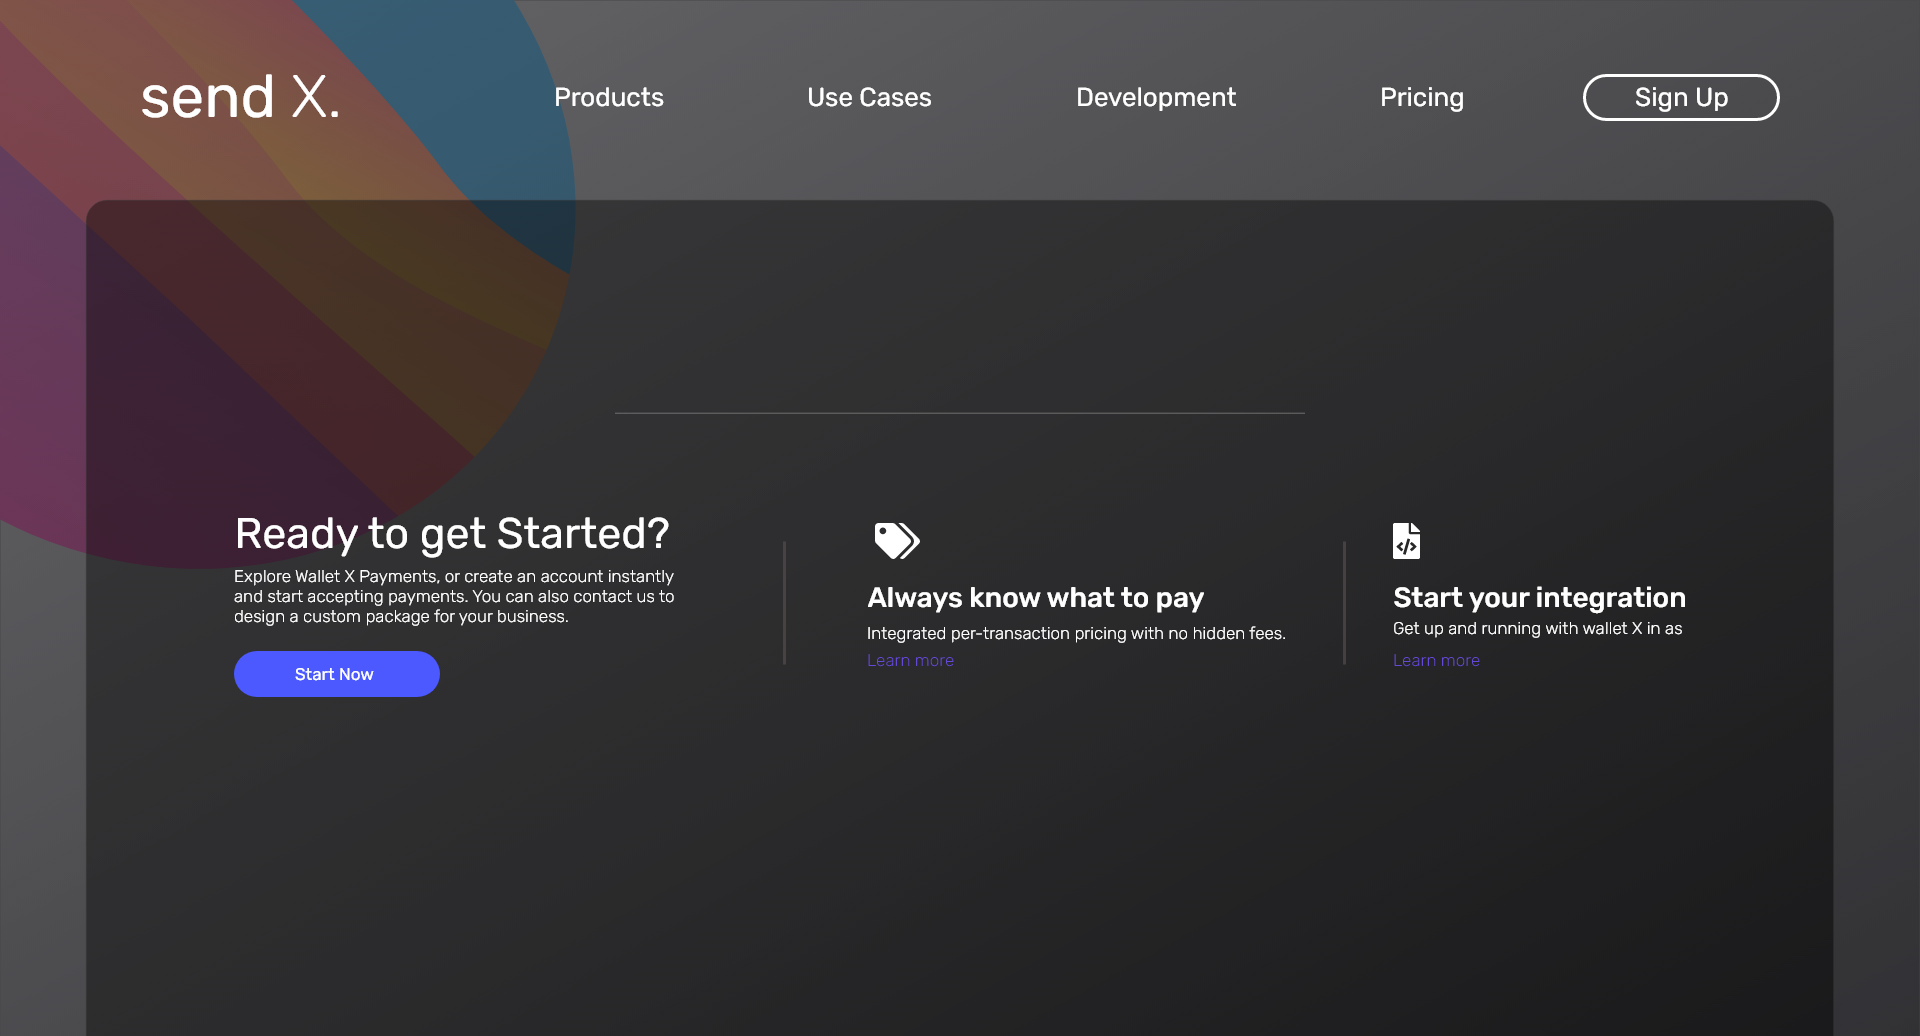 send X.
Products
Use Cases
Development
Pricing
Sign Up
Ready to get Started?
Explore Wallet X Payments, or create an account instantly
and start accepting payments. You can also contact us to
design a custom package for your business.
Start Now
Always know what to pay
Integrated per-transaction pricing with no hidden fees.
Learn more
Start your integration
Get up and running with wallet X in as
Learn more